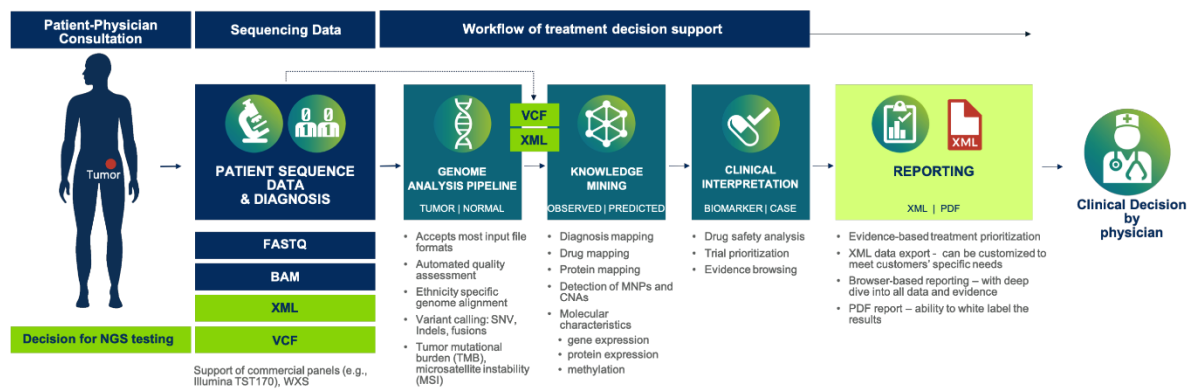 Patient-Physician
Consultation
Sequencing Data
Workflow of treatment decision support
Tumor
Decision for NGS testing
PATIENT SEQUENCE
DATA
& DIAGNOSIS
FASTQ
BAM
XML
VCF
Support of commercial panels (e.g.,
Illumina TST170), WXS
GENOME
ANALYSIS PIPELINE
TUMOR | NORMAL
• Accepts most input file
formats
• Automated quality
assessment
• Ethnicity specific
genome alignment
• Variant calling: SNV,
Indels, fusions
• Tumor mutational
burden (TMB),
microsatellite instability
(MSI)
VCF
XML
KNOWLEDGE
MINING
OBSERVED | PREDICTED
• Diagnosis mapping
• Drug mapping
• Protein mapping
• Detection of MNPs and
CNAs
• Molecular
characteristics
• gene expression
• protein expression
• methylation
CLINICAL
INTERPRETATION
BIOMARKER | CASE
• Drug safety analysis
• Trial prioritization
• Evidence browsing
XML
REPORTING
XML | PDF
• Evidence-based treatment prioritization
• XML data export - can be customized to
meet customers' specific needs
• Browser-based reporting – with deep
dive into all data and evidence
• PDF report – ability to white label the
results
Clinical Decision
by
physician